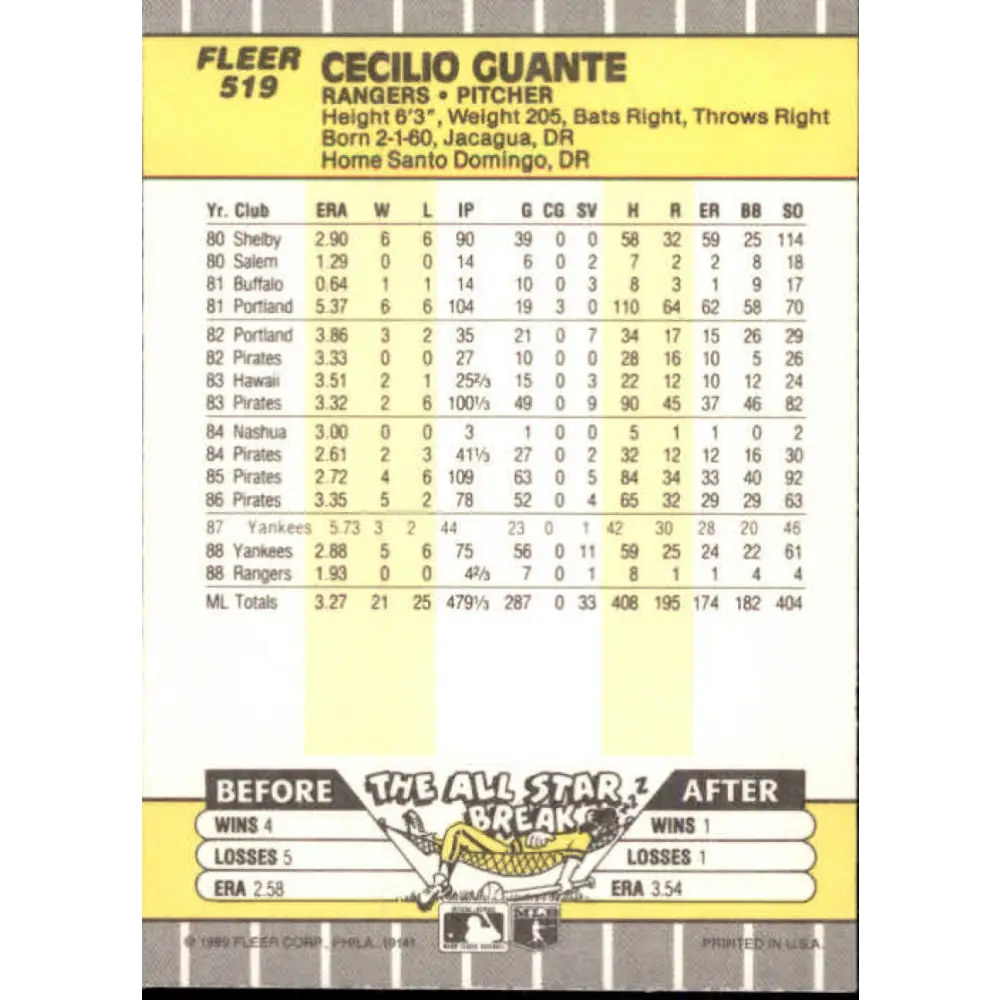 FLEER
519
CECILIO GUANTE
RANGERS • PITCHER
Height 6'3", Weight 205, Bats Right, Throws Right
Born 2-1-60, Jacagua, DR
Home Santo Domingo, DR
Yr. Club ERA W L IP G CG SV H R ER BB SO
80 Shelby 2.90 6 6 90 39 0 0 58 32 59 25 114
80 Salem 1.29 0 0 14 6 0 2 7 2 2 8 18
81 Buffalo 0.64 1 1 14 10 0 3 8 3 1 9 17
81 Portland 5.37 6 6 104 19 3 0 110 64 62 58 70
82 Portland 3.86 3 2 35 21 0 7 34 17 15 26 29
82 Pirates 3.33 0 0 27 10 0 0 28 16 10 5 26
83 Hawaii 3.51 2 1 25⅔ 15 0 3 22 12 10 12 24
83 Pirates 3.32 2 6 100⅓ 49 0 9 90 45 37 46 82
84 Nashua 3.00 0 0 3 1 0 0 5 1 1 0 2
84 Pirates 2.61 2 3 41⅓ 27 0 2 32 12 12 16 30
85 Pirates 2.72 4 6 109 63 0 5 84 34 33 40 92
86 Pirates 3.35 5 2 78 52 0 4 65 32 29 29 63
87 Yankees 5.73 3 2 44 23 0 1 42 30 28 20 46
88 Yankees 2.88 5 6 75 56 0 11 59 25 24 22 61
88 Rangers 1.93 0 0 4⅔ 7 0 1 8 1 1 4 4
ML Totals 3.27 21 25 479⅓ 287 0 33 408 195 174 182 404
BEFORE THE ALL STAR BREAK AFTER
WINS 4 WINS 1
LOSSES 5 LOSSES 1
ERA 2.58 ERA 3.54
© 1989 FLEER CORP., PHILA. 19141 PRINTED IN U.S.A.